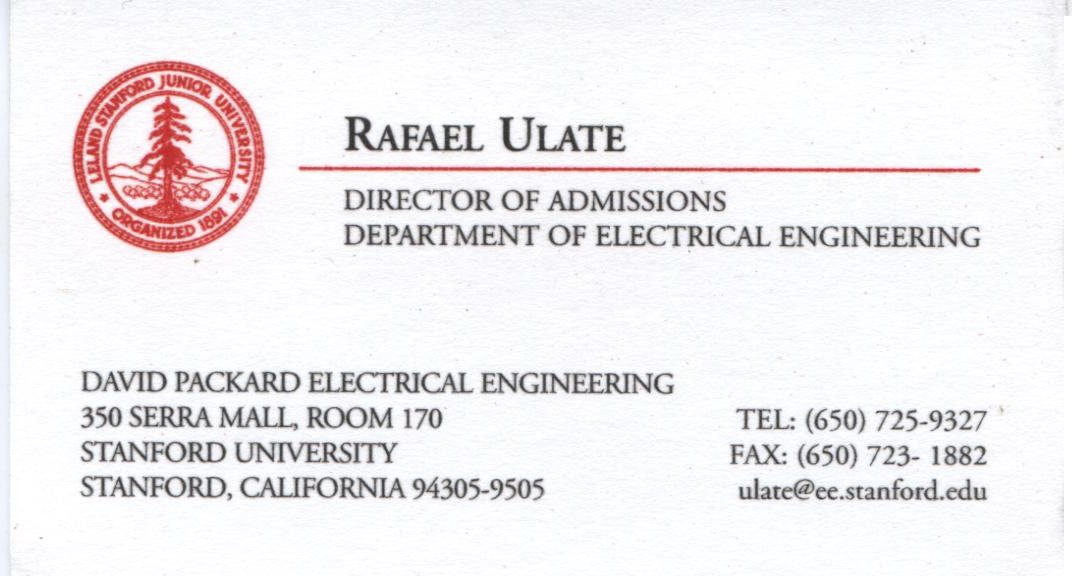 LELAND STANFORD JUNIOR UNIVERSITY
ORGANIZED 1891
RAFAEL ULATE
DIRECTOR OF ADMISSIONS
DEPARTMENT OF ELECTRICAL ENGINEERING
DAVID PACKARD ELECTRICAL ENGINEERING
350 SERRA MALL, ROOM 170
STANFORD UNIVERSITY
STANFORD, CALIFORNIA 94305-9505
TEL: (650) 725-9327
FAX: (650) 723- 1882
ulate@ee.stanford.edu